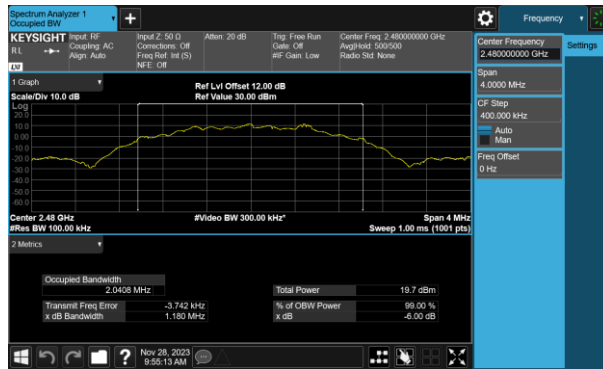 Spectrum Analyzer 1
Occupied BW
Frequency
KEYSIGHT
RL
Input: RF
Coupling: AC
Align: Auto
Input Z: 50 Ω
Corrections: Off
Freq Ref: Int (S)
NFE: Off
Atten: 20 dB
Trig: Free Run
Gate: Off
#IF Gain: Low
Center Freq: 2.480000000 GHz
Avg|Hold: 500/500
Radio Std: None
Center Frequency
2.480000000 GHz
Settings
Span
4.0000 MHz
CF Step
400.000 kHz
Auto
Man
Freq Offset
0 Hz
1 Graph
Scale/Div 10.0 dB
Ref Lvl Offset 12.00 dB
Ref Value 30.00 dBm
Log
20.0
10.0
0.00
-10.0
-20.0
-30.0
-40.0
-50.0
-60.0
Center 2.48 GHz
#Video BW 300.00 kHz*
Span 4 MHz
#Res BW 100.00 kHz
Sweep 1.00 ms (1001 pts)
2 Metrics
Occupied Bandwidth
2.0408 MHz
Total Power 19.7 dBm
Transmit Freq Error -3.742 kHz
% of OBW Power 99.00 %
x dB Bandwidth 1.180 MHz
x dB -6.00 dB
Nov 28, 2023
9:55:13 AM